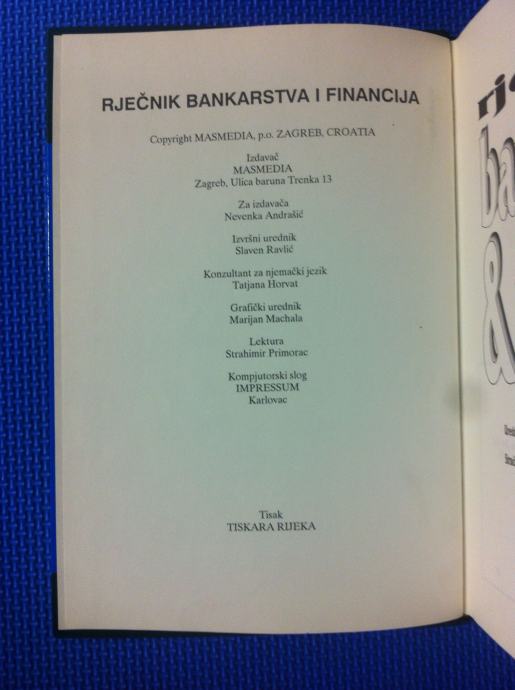 RJEČNIK BANKARSTVA I FINANCIJA
Copyright MASMEDIA, p.o. ZAGREB, CROATIA
Izdavač
MASMEDIA
Zagreb, Ulica baruna Trenka 13
Za izdavača
Nevenka Andrašić
Izvršni urednik
Slaven Ravlić
Konzultant za njemački jezik
Tatjana Horvat
Grafički urednik
Marijan Machala
Lektura
Strahimir Primorac
Kompjutorski slog
IMPRESSUM
Karlovac
Tisak
TISKARA RIJEKA
&